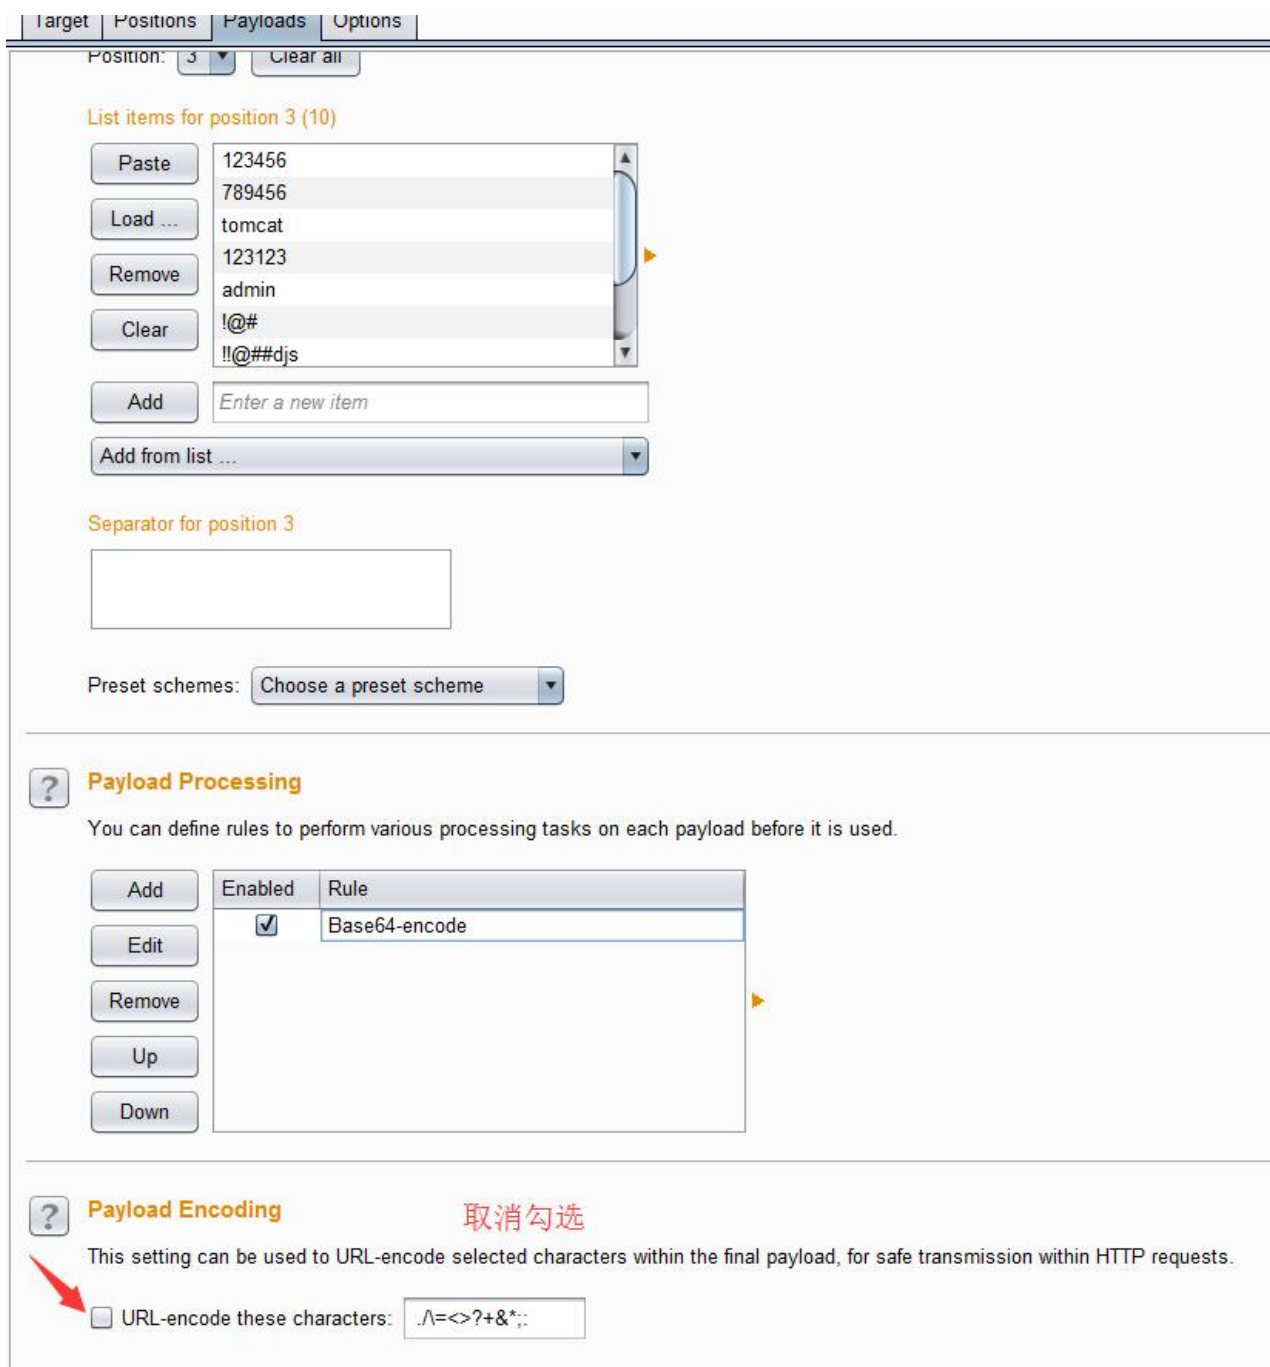 Target Positions Payloads Options
Position: 3 Clear all
List items for position 3 (10)
Paste 123456
789456
Load ... tomcat
123123
Remove admin
Clear !@#
!!@##djs
Add Enter a new item
Add from list ...
Separator for position 3
Preset schemes: Choose a preset scheme
? Payload Processing
You can define rules to perform various processing tasks on each payload before it is used.
Add Enabled Rule
Base64-encode
Edit
Remove
Up
Down
? Payload Encoding 取消勾选
This setting can be used to URL-encode selected characters within the final payload, for safe transmission within HTTP requests.
URL-encode these characters: ./\=<>?+&*;: